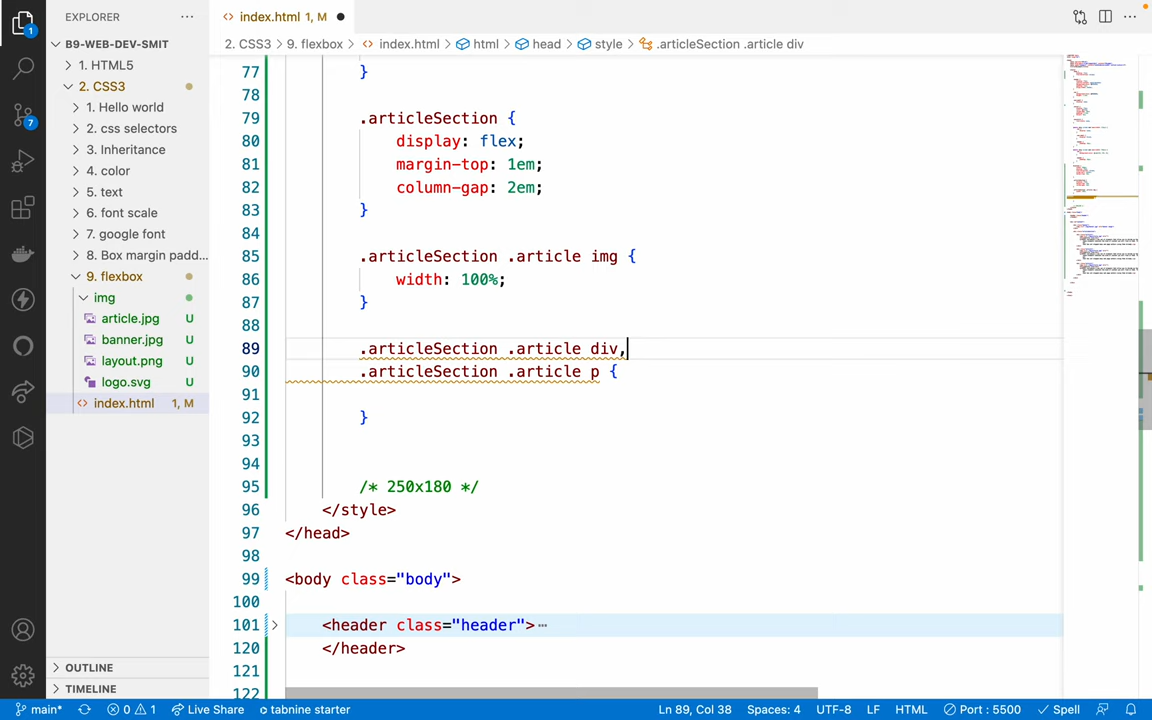 EXPLORER
index.html 1, M
B9-WEB-DEV-SMIT
1. HTML5
2. CSS3
1. Hello world
2. css selectors
3. Inheritance
4. color
5. text
6. font scale
7. google font
8. Box margin padd...
9. flexbox
img
article.jpg U
banner.jpg U
layout.png U
logo.svg U
index.html 1, M
OUTLINE
TIMELINE
2. CSS3 > 9. flexbox > index.html > html > head > style > .articleSection .article div
77 }
78
79 .articleSection {
80 display: flex;
81 margin-top: 1em;
82 column-gap: 2em;
83 }
84
85 .articleSection .article img {
86 width: 100%;
87 }
88
89 .articleSection .article div,
90 .articleSection .article p {
91
92 }
93
94
95 /* 250x180 */
96 </style>
97 </head>
98
99 <body class="body">
100
101 <header class="header">…
120 </header>
121
122
1
7
main* 0 1 Live Share tabnine starter Ln 89, Col 38 Spaces: 4 UTF-8 LF HTML Port : 5500 Spell